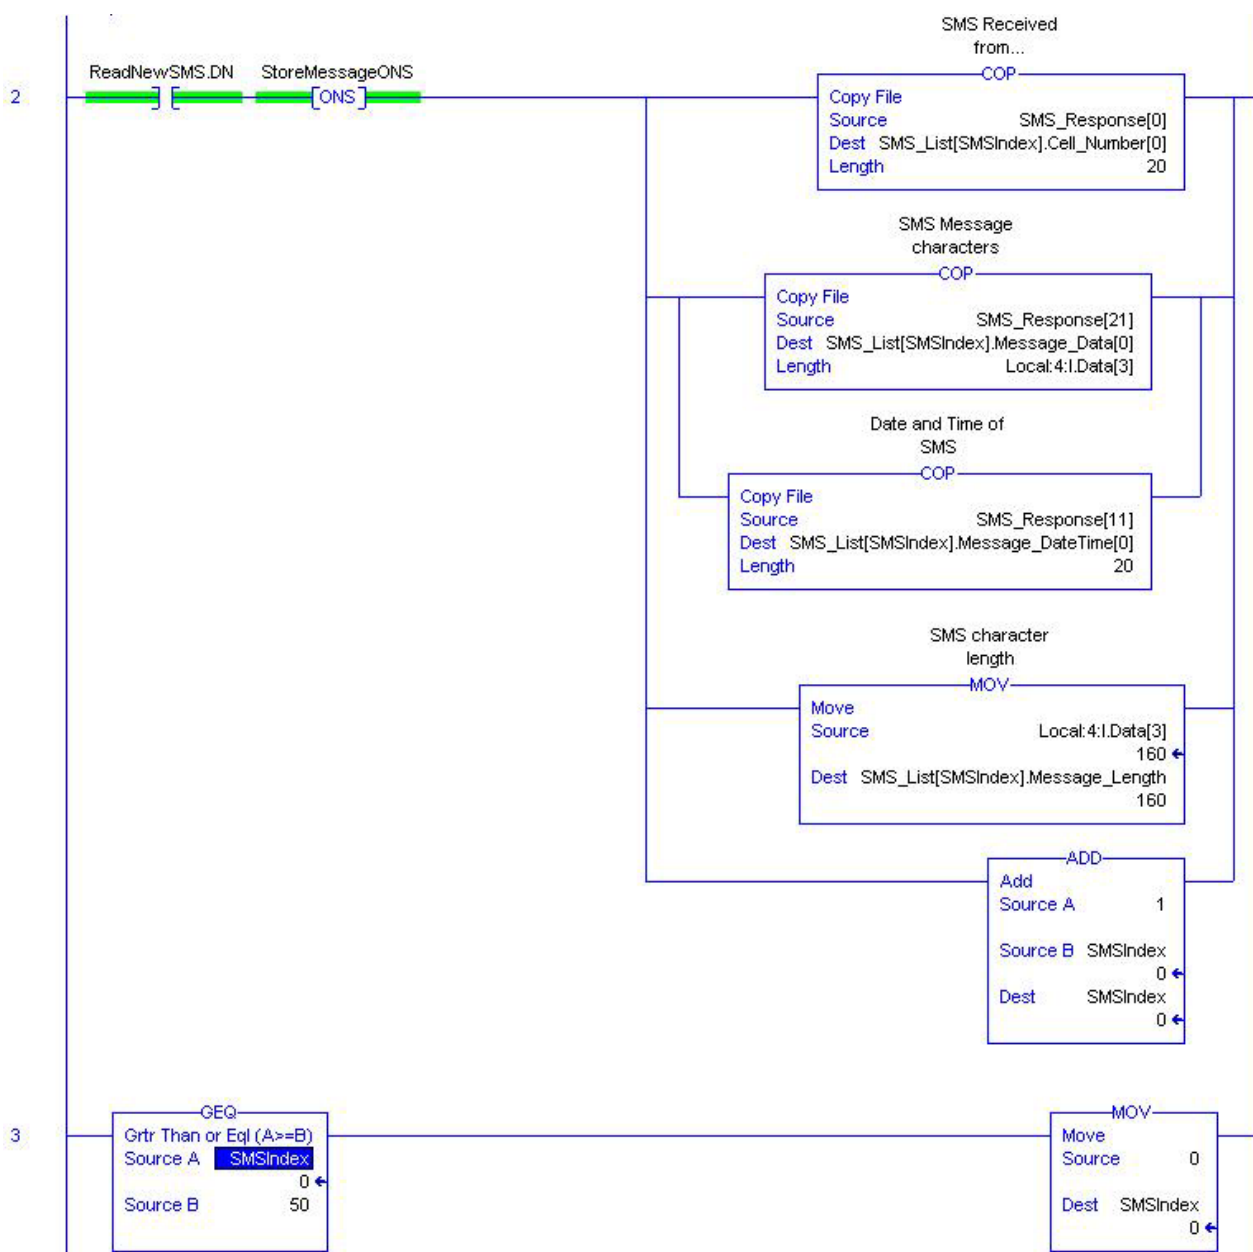 ReadNewSMS.DN StoreMessageONS
2
ONS
SMS Received
from...
COP
Copy File
Source SMS_Response[0]
Dest SMS_List[SMSIndex].Cell_Number[0]
Length 20
SMS Message
characters
COP
Copy File
Source SMS_Response[21]
Dest SMS_List[SMSIndex].Message_Data[0]
Length Local:4:I.Data[3]
Date and Time of
SMS
COP
Copy File
Source SMS_Response[11]
Dest SMS_List[SMSIndex].Message_DateTime[0]
Length 20
SMS character
length
MOV
Move
Source Local:4:I.Data[3]
160
Dest SMS_List[SMSIndex].Message_Length
160
ADD
Add
Source A 1
Source B SMSIndex
0
Dest SMSIndex
0
3
GEQ
Grtr Than or Eql (A>=B)
Source A SMSIndex
0
Source B 50
MOV
Move
Source 0
Dest SMSIndex
0